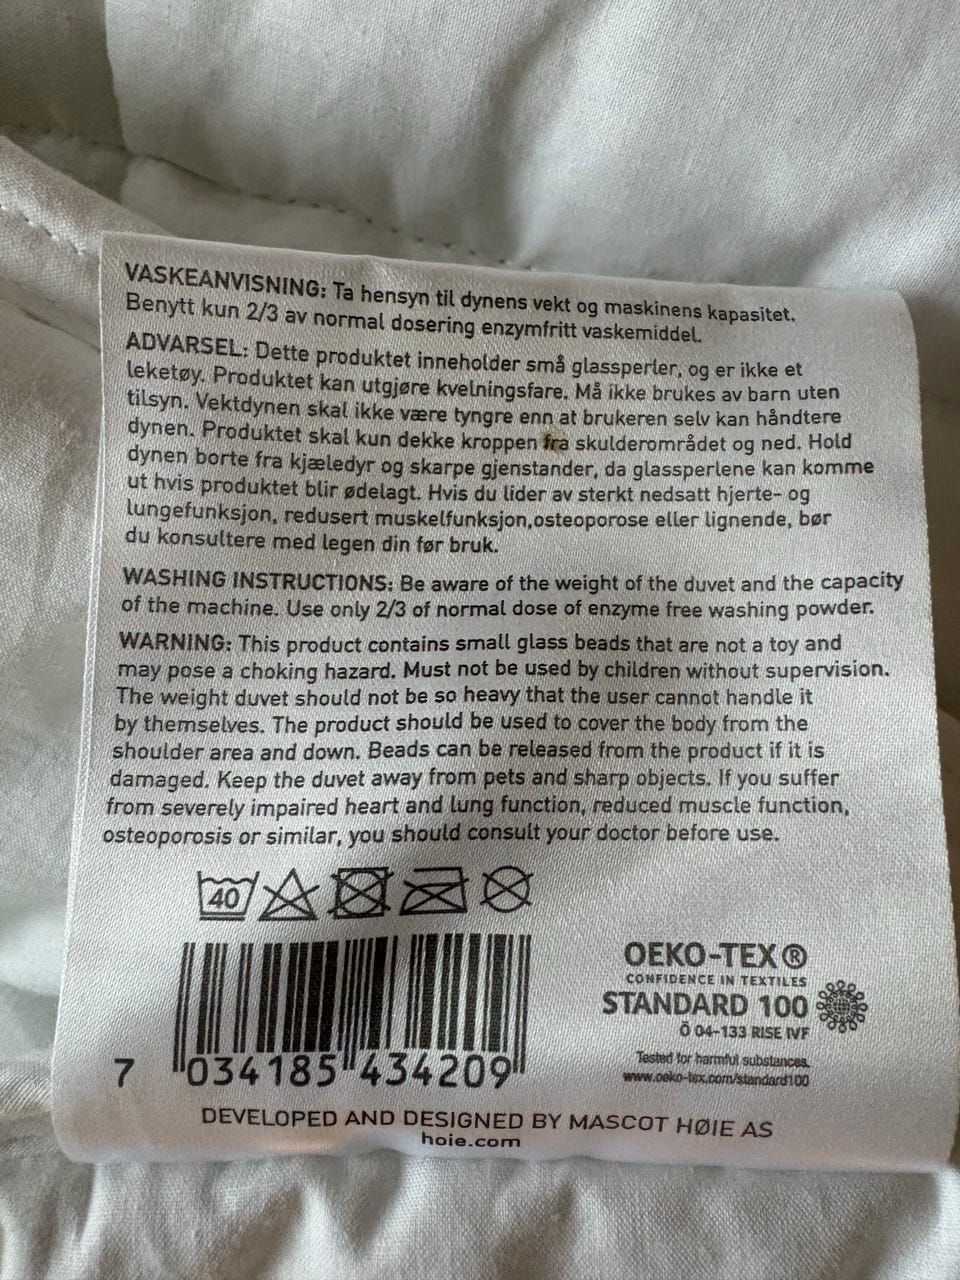 VASKEANVISNING: Ta hensyn til dynens vekt og maskinens kapasitet.
Benytt kun 2/3 av normal dosering enzymfritt vaskemiddel.
ADVARSEL: Dette produktet inneholder små glassperler, og er ikke et
leketøy. Produktet kan utgjøre kvelningsfare. Må ikke brukes av barn uten
tilsyn. Vektdynen skal ikke være tyngre enn at brukeren selv kan håndtere
dynen. Produktet skal kun dekke kroppen fra skulderområdet og ned. Hold
dynen borte fra kjæledyr og skarpe gjenstander, da glassperlene kan komme
ut hvis produktet blir ødelagt. Hvis du lider av sterkt nedsatt hjerte- og
lungefunksjon, redusert muskelfunksjon,osteoporose eller lignende, bør
du konsultere med legen din før bruk.
WASHING INSTRUCTIONS: Be aware of the weight of the duvet and the capacity
of the machine. Use only 2/3 of normal dose of enzyme free washing powder.
WARNING: This product contains small glass beads that are not a toy and
may pose a choking hazard. Must not be used by children without supervision.
The weight duvet should not be so heavy that the user cannot handle it
by themselves. The product should be used to cover the body from the
shoulder area and down. Beads can be released from the product if it is
damaged. Keep the duvet away from pets and sharp objects. If you suffer
from severely impaired heart and lung function, reduced muscle function,
osteoporosis or similar, you should consult your doctor before use.
40
OEKO-TEX®
CONFIDENCE IN TEXTILES
STANDARD 100
Ö 04-133 RISE IVF
Tested for harmful substances.
www.oeko-tex.com/standard100
7 034185 434209
DEVELOPED AND DESIGNED BY MASCOT HØIE AS
hoie.com